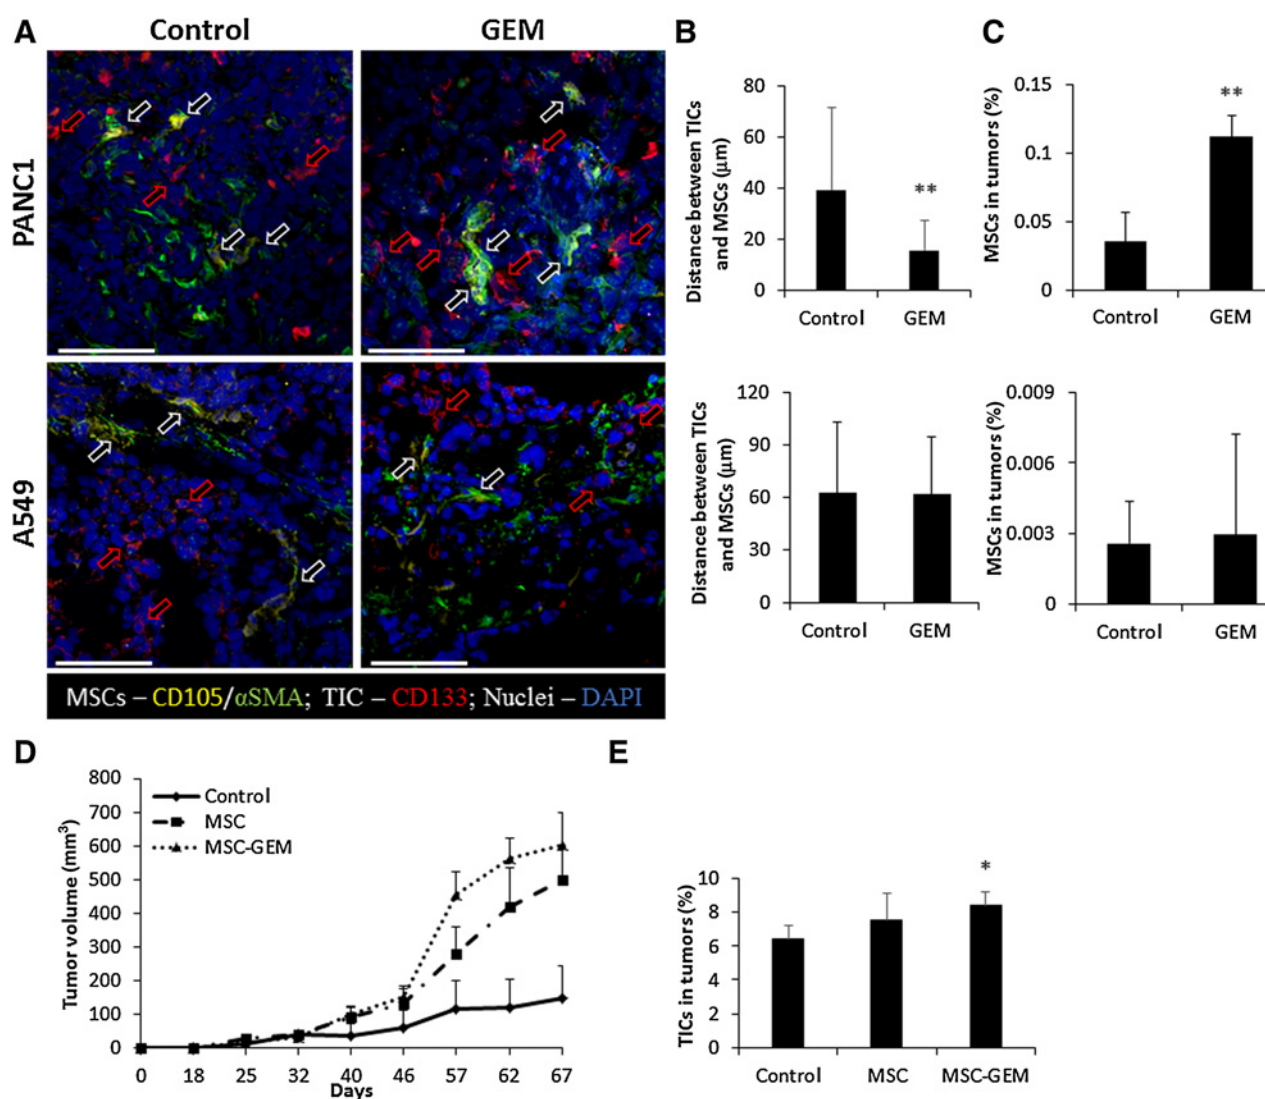 A
Control
GEM
PANC1
A549
MSCs – CD105/αSMA; TIC – CD133; Nuclei – DAPI
B
Distance between TICs
and MSCs (μm)
80
60
40
20
0
**
Control
GEM
Distance between TICs
and MSCs (μm)
120
90
60
30
0
Control
GEM
C
MSCs in tumors (%)
0.15
0.1
0.05
0
**
Control
GEM
MSCs in tumors (%)
0.009
0.006
0.003
0
Control
GEM
D
Tumor volume (mm³)
800
700
600
500
400
300
200
100
0
Control
MSC
MSC-GEM
0 18 25 32 40 46 57 62 67
Days
E
TICs in tumors (%)
10
8
6
4
2
0
*
Control
MSC
MSC-GEM